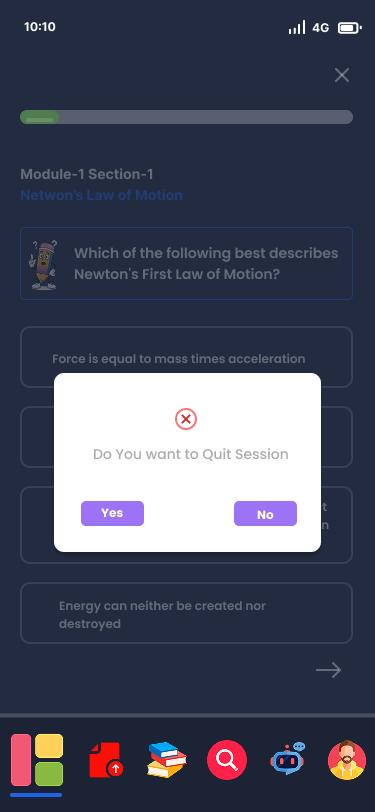 10:10
4G
Module-1 Section-1
Netwon's Law of Motion
Which of the following best describes
Newton's First Law of Motion?
Force is equal to mass times acceleration
Do You want to Quit Session
Yes
No
Energy can neither be created nor
destroyed